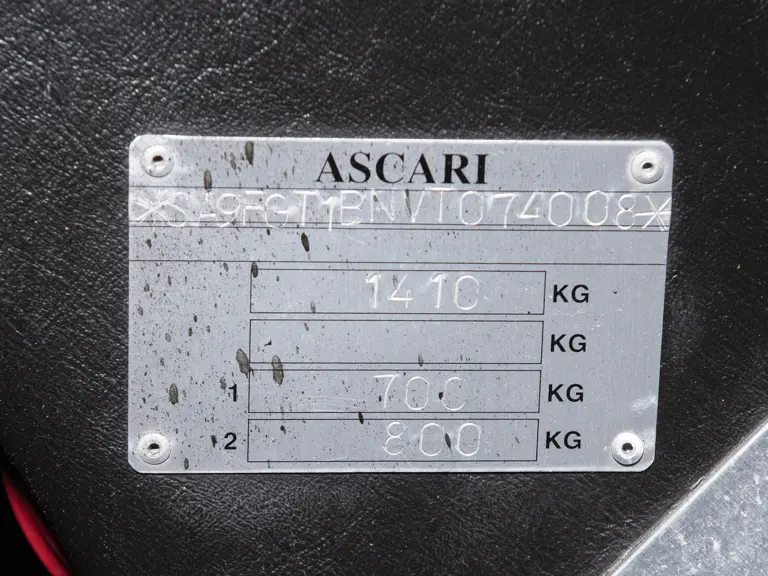 ASCARI
*SA9FGT1BNVT074008*
1410 KG
KG
1 700 KG
2 800 KG